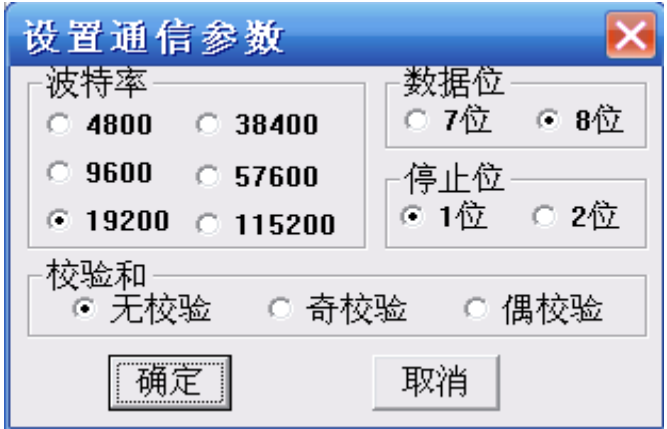 设置通信参数
波特率
4800 38400
9600 57600
19200 115200
数据位
7位 8位
停止位
1位 2位
校验和
无校验 奇校验 偶校验
确定 取消